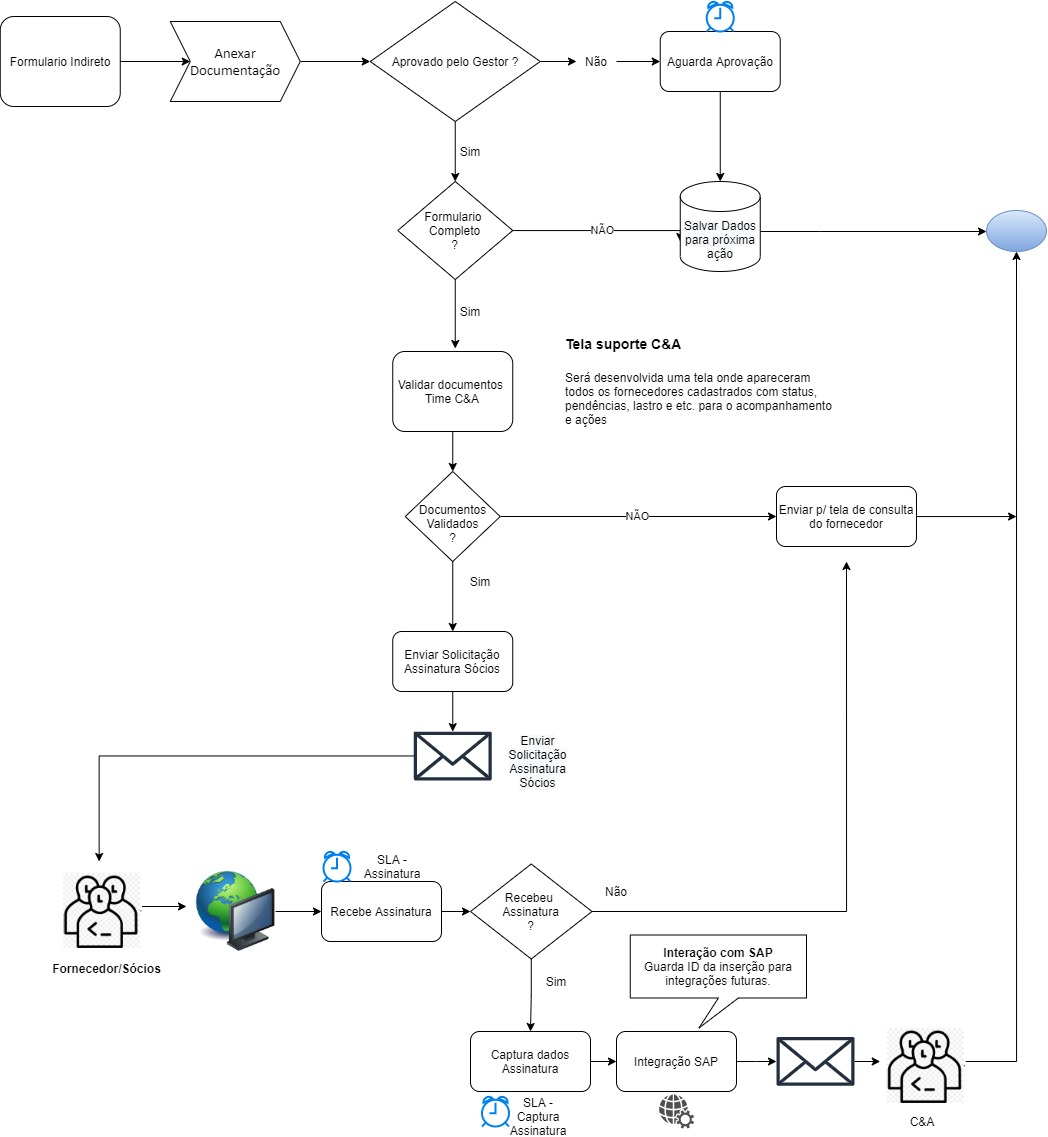 Formulario Indireto
Anexar
Documentação
Aprovado pelo Gestor ?
Não
Aguarda Aprovação
Sim
Formulario
Completo
?
NÃO
Salvar Dados
para próxima
ação
Sim
Tela suporte C&A
Será desenvolvida uma tela onde apareceram
todos os fornecedores cadastrados com status,
pendências, lastro e etc. para o acompanhamento
e ações
Validar documentos
Time C&A
Documentos
Validados
?
NÃO
Enviar p/ tela de consulta
do fornecedor
Sim
Enviar Solicitação
Assinatura Sócios
Enviar
Solicitação
Assinatura
Sócios
SLA -
Assinatura
Recebe Assinatura
Recebeu
Assinatura
?
Não
Fornecedor/Sócios
Sim
Interação com SAP
Guarda ID da inserção para
integrações futuras.
Captura dados
Assinatura
Integração SAP
SLA -
Captura
Assinatura
C&A